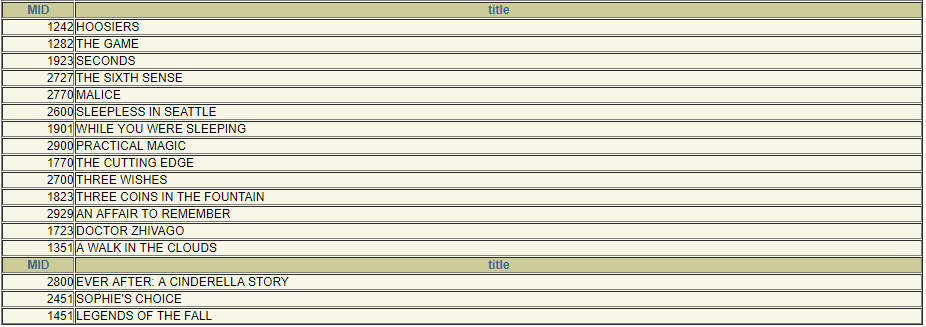 MID title
1242 HOOSIERS
1282 THE GAME
1923 SECONDS
2727 THE SIXTH SENSE
2770 MALICE
2600 SLEEPLESS IN SEATTLE
1901 WHILE YOU WERE SLEEPING
2900 PRACTICAL MAGIC
1770 THE CUTTING EDGE
2700 THREE WISHES
1823 THREE COINS IN THE FOUNTAIN
2929 AN AFFAIR TO REMEMBER
1723 DOCTOR ZHIVAGO
1351 A WALK IN THE CLOUDS
MID title
2800 EVER AFTER: A CINDERELLA STORY
2451 SOPHIE'S CHOICE
1451 LEGENDS OF THE FALL